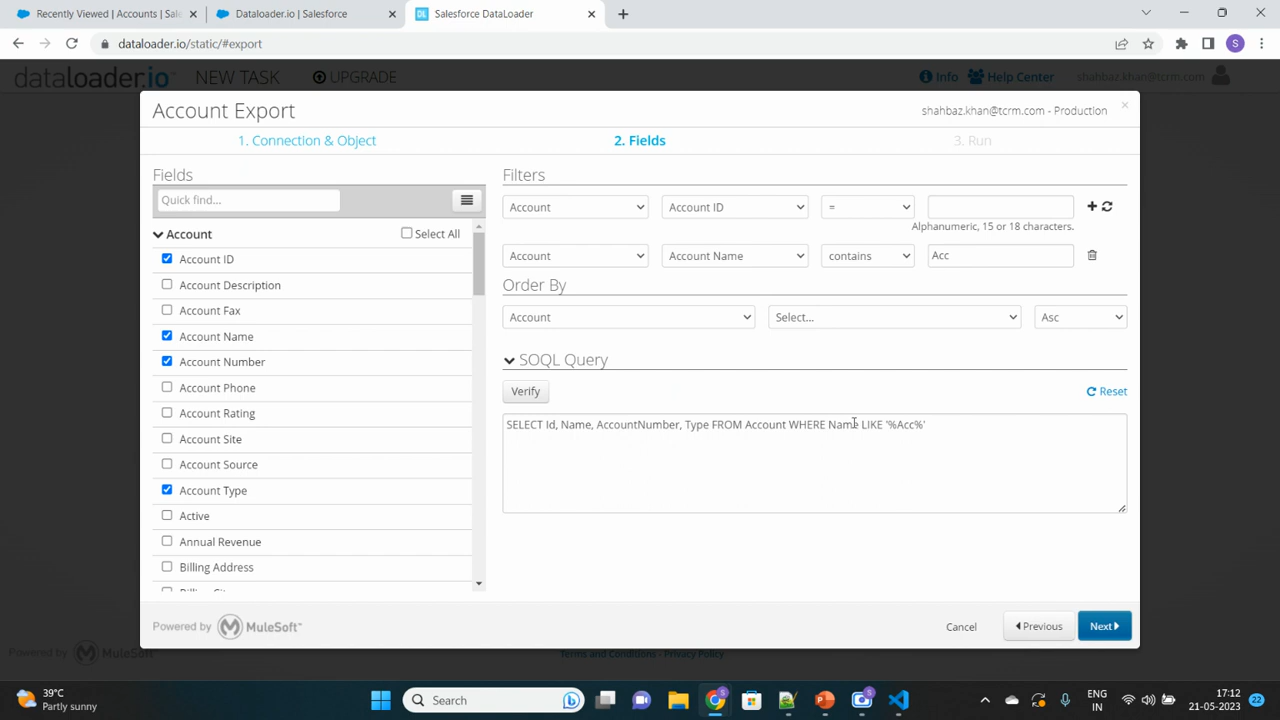 Recently Viewed | Accounts | Sale
Dataloader.io | Salesforce
DL
Salesforce DataLoader
dataloader.io/static/#export
S
dataloader.io
NEW TASK
UPGRADE
Info
Help Center
shahbaz.khan@tcrm.com
Account Export
shahbaz.khan@tcrm.com - Production
1. Connection & Object
2. Fields
3. Run
Fields
Quick find...
Account
Select All
Account ID
Account Description
Account Fax
Account Name
Account Number
Account Phone
Account Rating
Account Site
Account Source
Account Type
Active
Annual Revenue
Billing Address
Filters
Account
Account ID
=
Alphanumeric, 15 or 18 characters.
Account
Account Name
contains
Acc
Order By
Account
Select...
Asc
SOQL Query
Verify
Reset
SELECT Id, Name, AccountNumber, Type FROM Account WHERE Name LIKE '%Acc%'
Powered by MuleSoft™
Cancel
Previous
Next
Powered by
Terms and Conditions - Privacy Policy
39°C
Partly sunny
Search
ENG
IN
17:12
21-05-2023
22